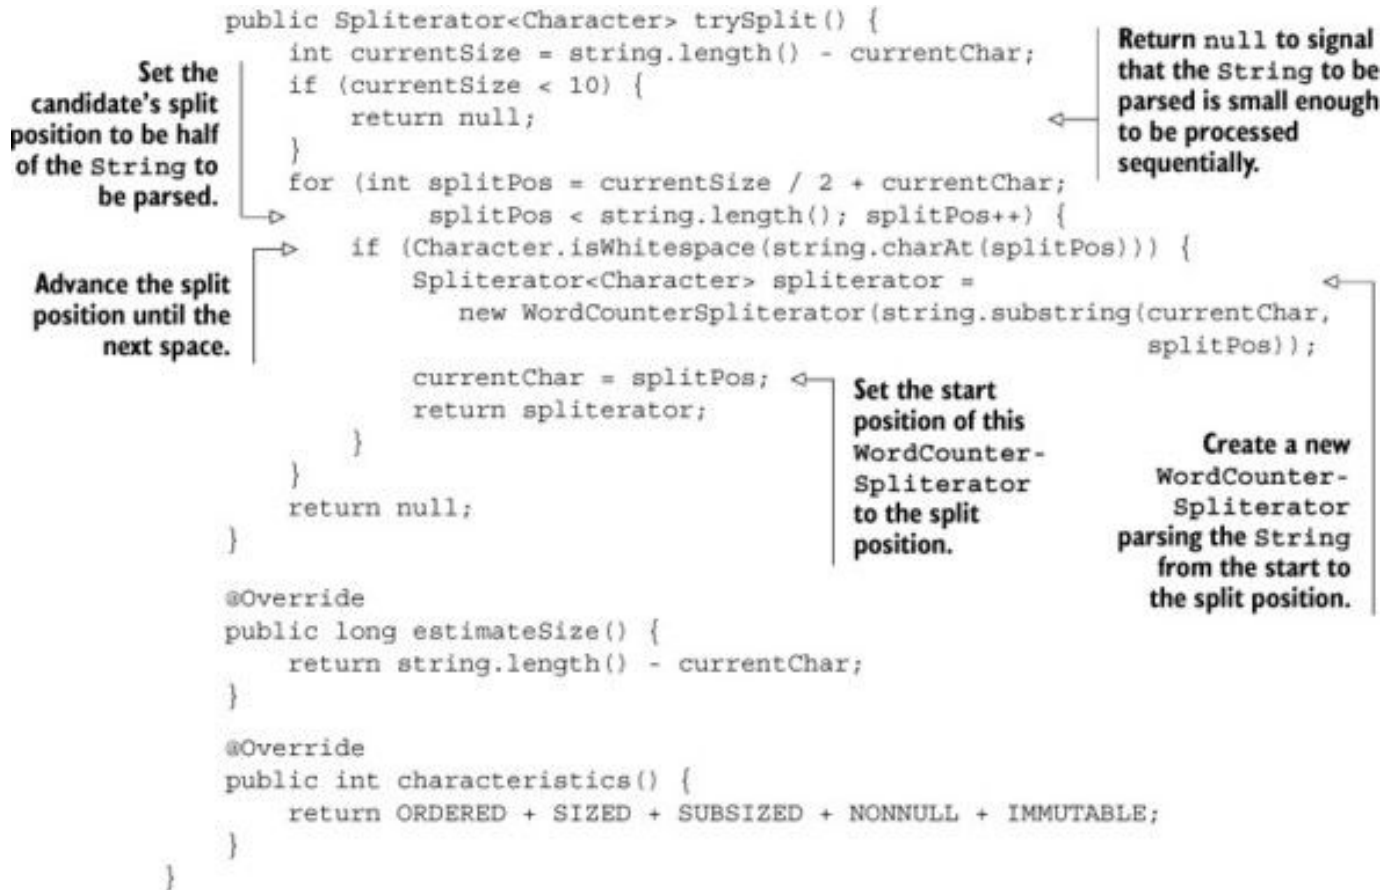 public Spliterator<Character> trySplit() {
int currentSize = string.length() - currentChar;
if (currentSize < 10) {
return null;
}
for (int splitPos = currentSize / 2 + currentChar;
splitPos < string.length(); splitPos++) {
if (Character.isWhitespace(string.charAt(splitPos))) {
Spliterator<Character> spliterator =
new WordCounterSpliterator(string.substring(currentChar,
splitPos));
currentChar = splitPos;
return spliterator;
}
}
return null;
}
@Override
public long estimateSize() {
return string.length() - currentChar;
}
@Override
public int characteristics() {
return ORDERED + SIZED + SUBSIZED + NONNULL + IMMUTABLE;
}
}
Set the
candidate's split
position to be half
of the String to
be parsed.
Advance the split
position until the
next space.
Return null to signal
that the String to be
parsed is small enough
to be processed
sequentially.
Set the start
position of this
WordCounter-
Spliterator
to the split
position.
Create a new
WordCounter-
Spliterator
parsing the String
from the start to
the split position.